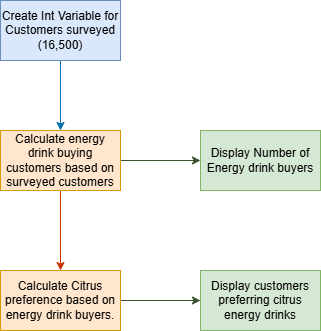 Create Int Variable for
Customers surveyed
(16,500)
Calculate energy
drink buying
customers based on
surveyed customers
Display Number of
Energy drink buyers
Calculate Citrus
preference based on
energy drink buyers.
Display customers
preferring citrus
energy drinks